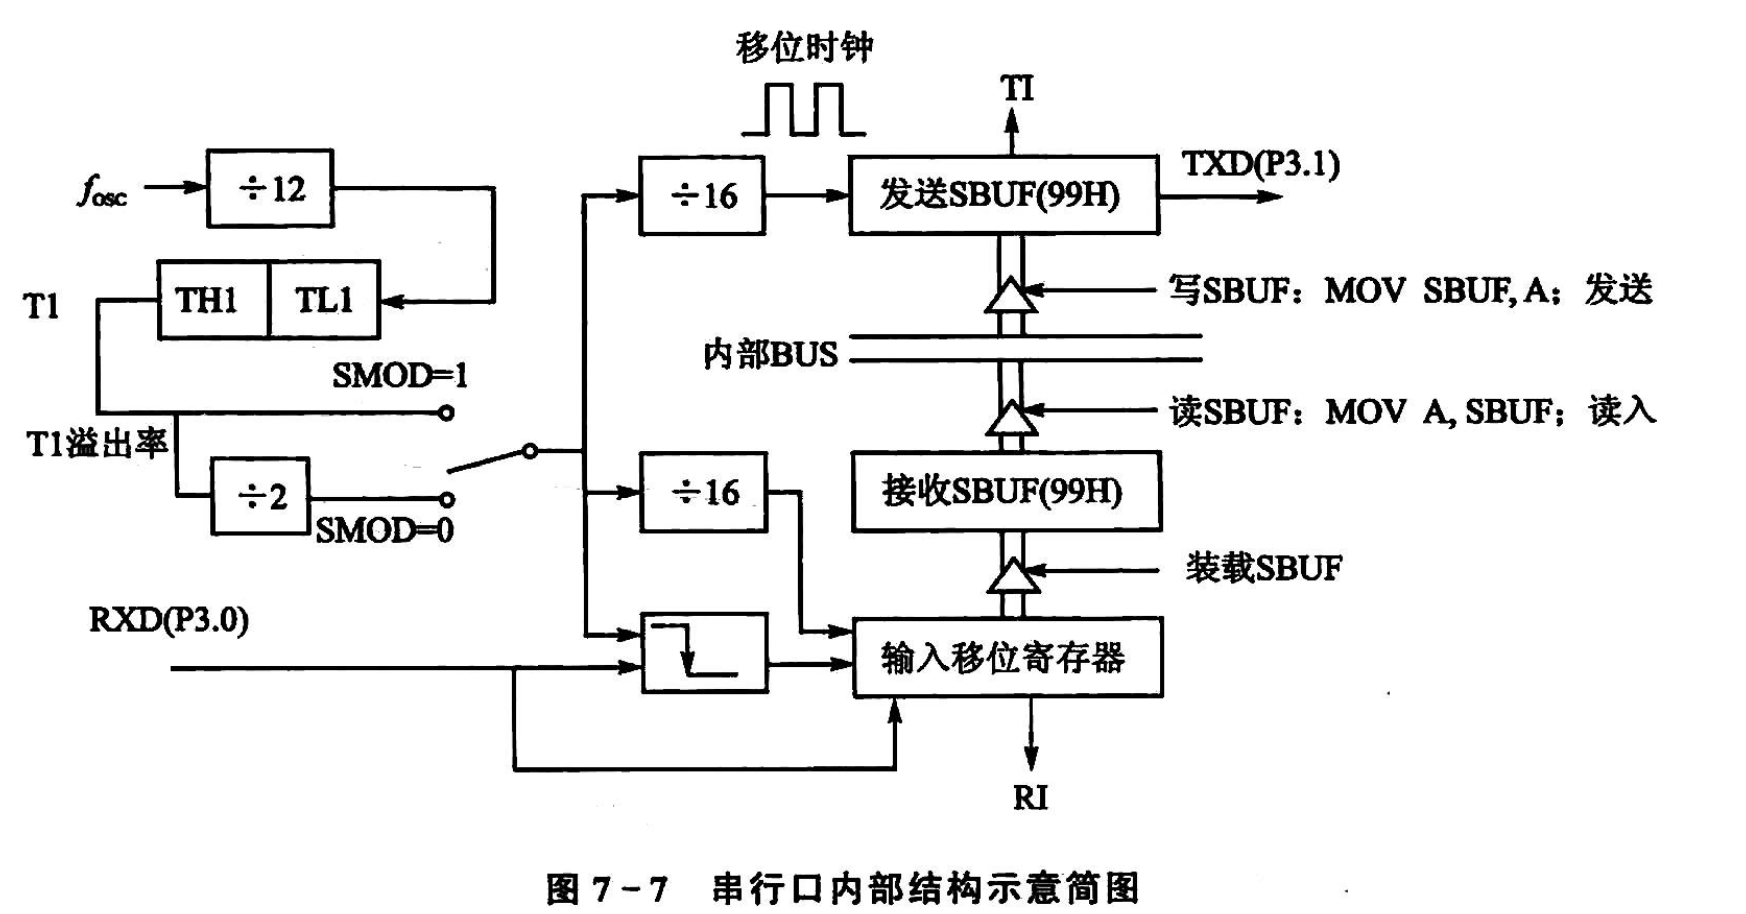 移位时钟
TI
fosc
÷12
÷16
发送SBUF(99H)
TXD(P3.1)
T1
TH1
TL1
写SBUF：MOV SBUF, A；发送
内部BUS
SMOD=1
读SBUF：MOV A, SBUF；读入
T1溢出率
÷2
SMOD=0
÷16
接收SBUF(99H)
装载SBUF
RXD(P3.0)
输入移位寄存器
RI
图 7-7 串行口内部结构示意简图